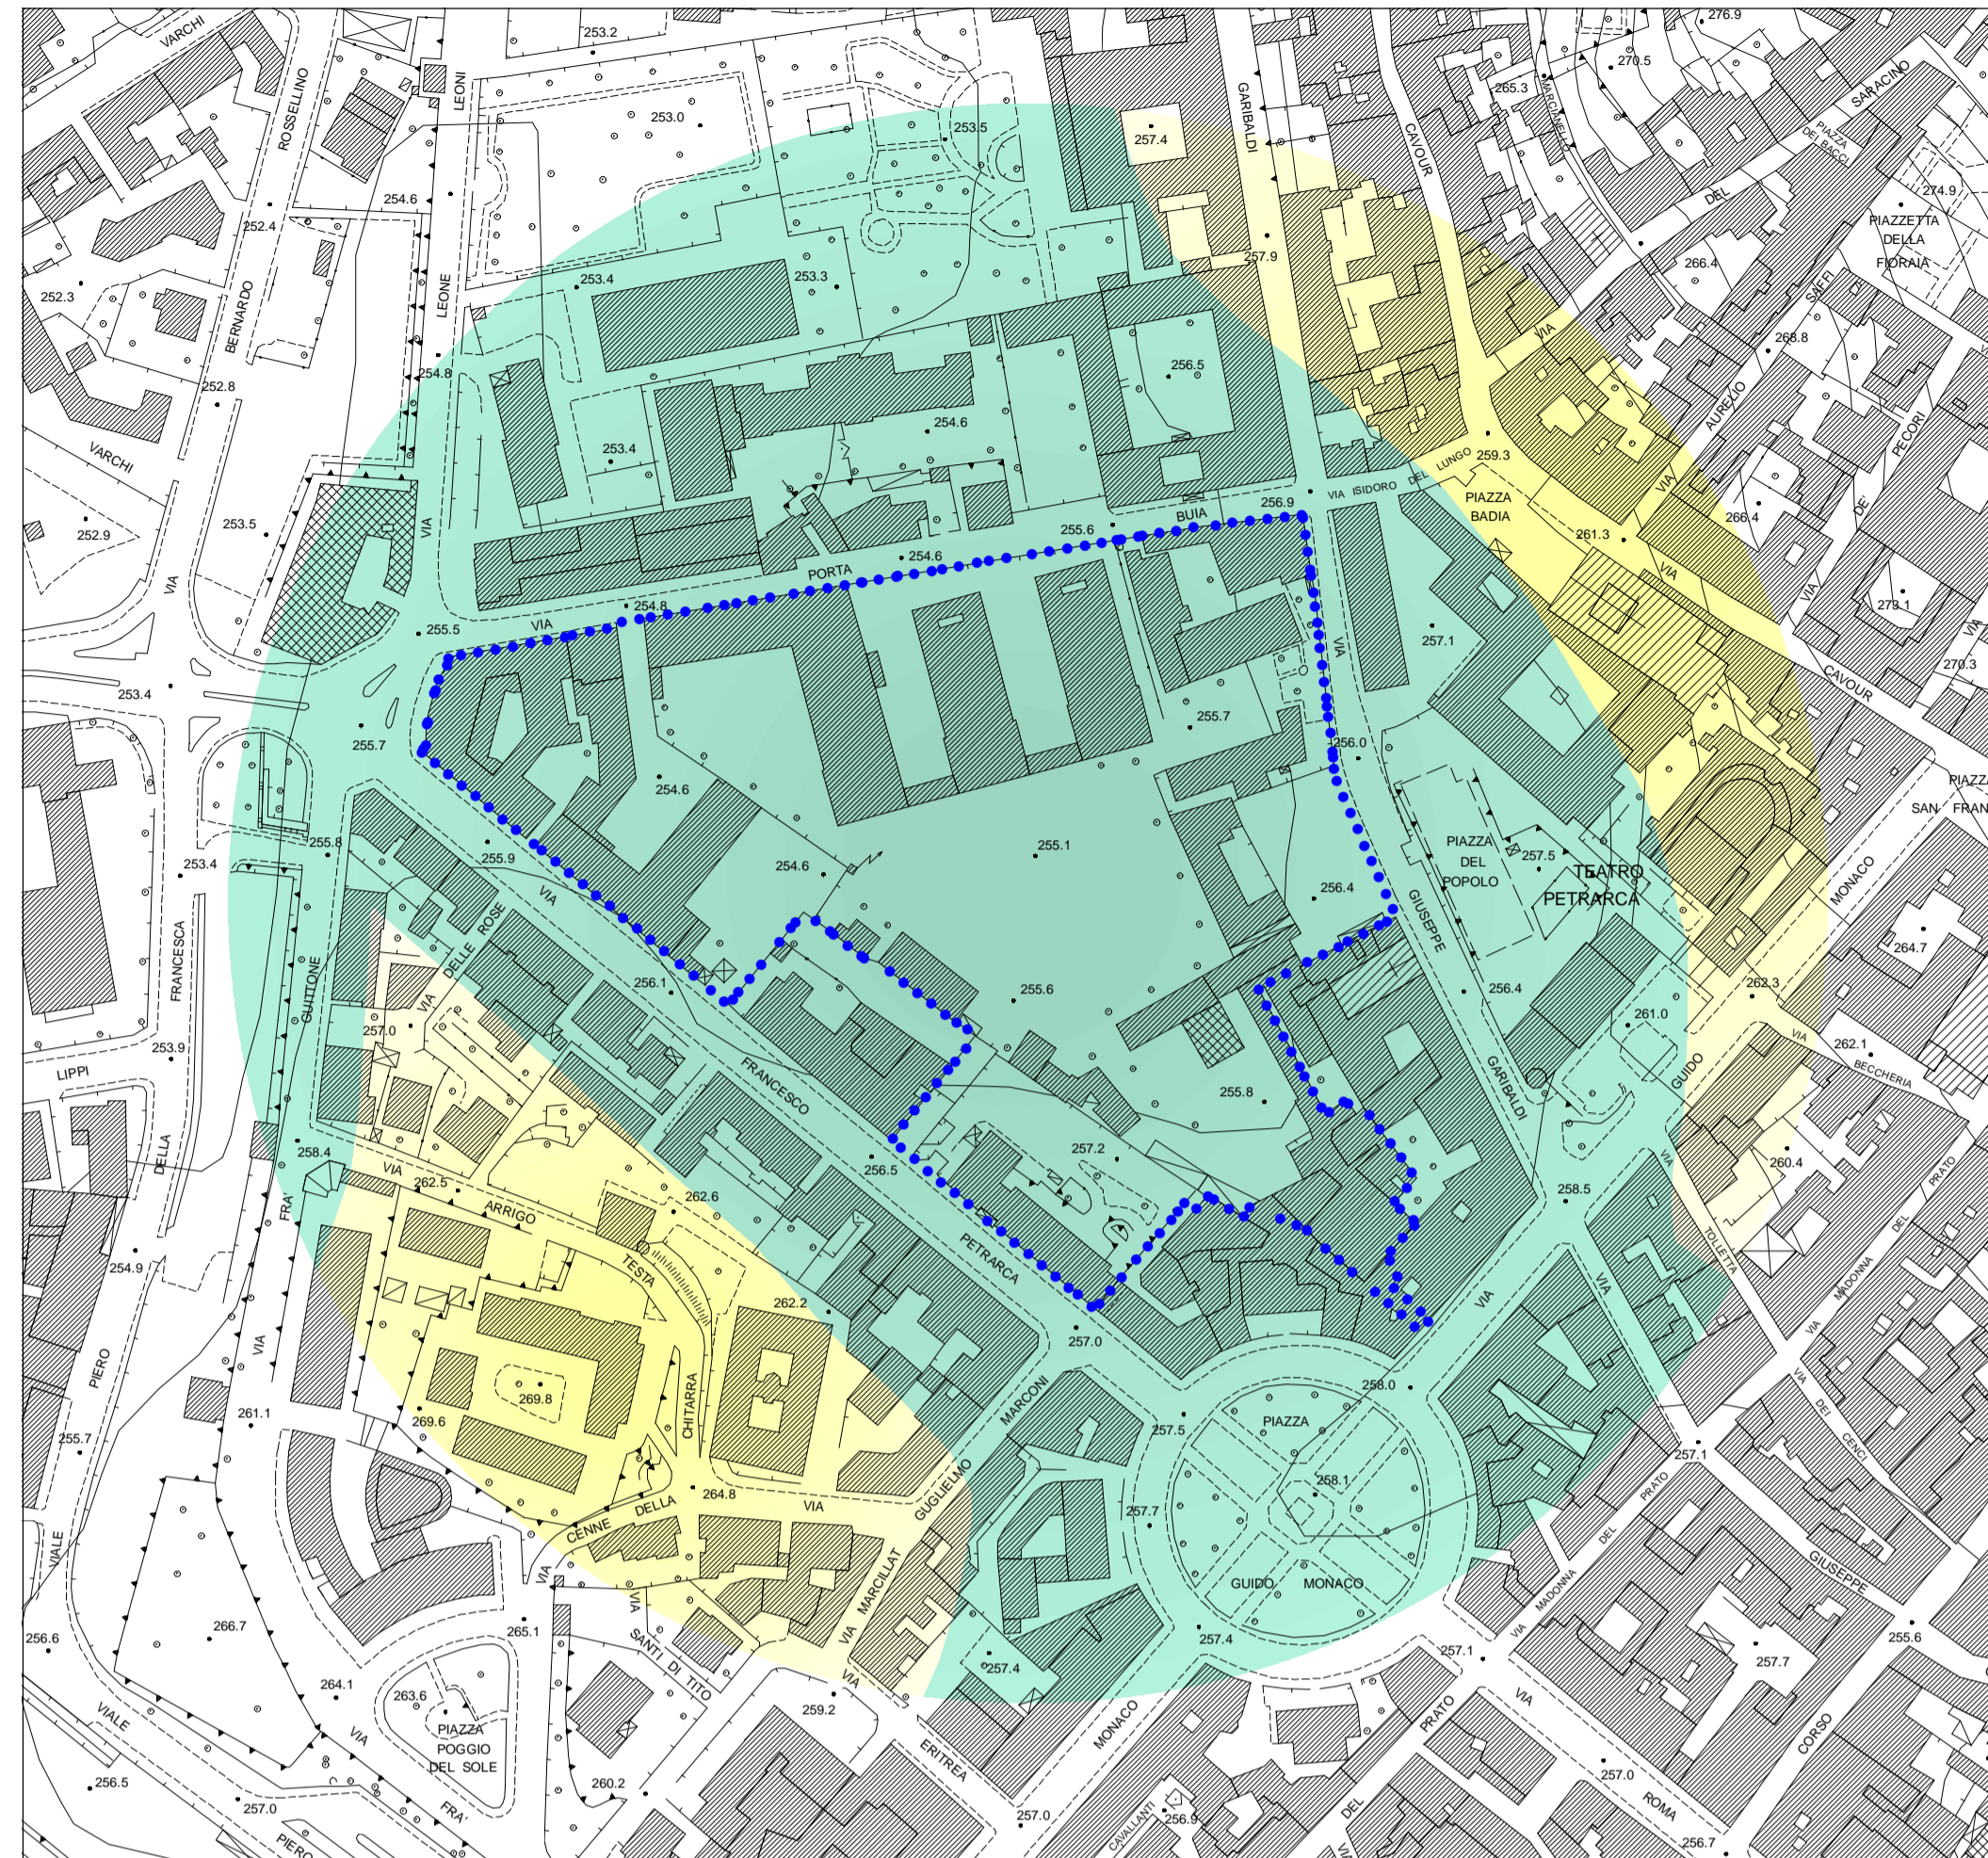 VARCHI
253.2
276.9
ROSSELLINO
LEONI
GARIBALDI
CAVOUR
265.3
MARCIANELLA
270.5
SARACINO
PIAZZA
DEI BACCI
253.0
253.5
257.4
DEL
274.9
PIAZZETTA
DELLA
FIORAIA
254.6
252.4
253.4
253.3
257.9
266.4
SAFFI
252.3
BERNARDO
LEONE
VIA
268.8
252.8
254.8
256.5
AURELIO
PECORI
VARCHI
253.4
254.6
259.3
LUNGO
DEL
VIA ISIDORO
PIAZZA
BADIA
VIA
DE'
252.9
253.5
VIA
256.9
BUIA
255.6
261.3
266.4
VIA
VIA
254.6
PORTA
254.8
VIA
255.5
VIA
257.1
273.1
VIA
VIA
270.3
253.4
CAVOUR
255.7
255.7
256.0
254.6
PIAZZA
SAN FRAN
255.8
255.9
255.1
PIAZZA
DEL
POPOLO
257.5
TEATRO
PETRARCA
253.4
254.6
256.4
VIA
MONACO
DELLE ROSE
VIA
GIUSEPPE
264.7
FRANCESCA
GUITTONE
256.1
255.6
256.4
262.3
261.0
257.0
253.9
LIPPI
VIA
262.1
BECCHERIA
GUIDO
FRANCESCO
255.8
GARIBALDI
DELLA
258.4
VIA
262.5
ARRIGO
256.5
257.2
VIA
260.4
PRATO
258.5
FRA'
262.6
TOLLETTA
DEL
MADONNA
VIA
254.9
TESTA
PETRARCA
VIA
VIA
262.2
257.0
VIA
PIERO
269.8
269.6
CHITARRA
MARCONI
258.0
VIA
DEI
CENCI
261.1
255.7
257.5
PIAZZA
257.1
258.1
GUGLIELMO
264.8
VIA
DELLA
CENNE
257.7
PRATO
DEL
VIALE
VIA
VIA
MARCILLAT
GUIDO MONACO
MADONNA
GIUSEPPE
256.6
266.7
265.1
SANTI DI TITO
VIA
257.4
257.4
257.1
VIA
255.6
257.7
264.1
263.6
VIA
259.2
VIALE
VIA
PIAZZA
POGGIO
DEL SOLE
MONACO
PRATO
VIA
CORSO
ERITREA
256.5
257.0
FRA'
260.2
257.0
CAVALLANTI
256.9
DEL
257.0
ROMA
PIERO
VIA
256.7